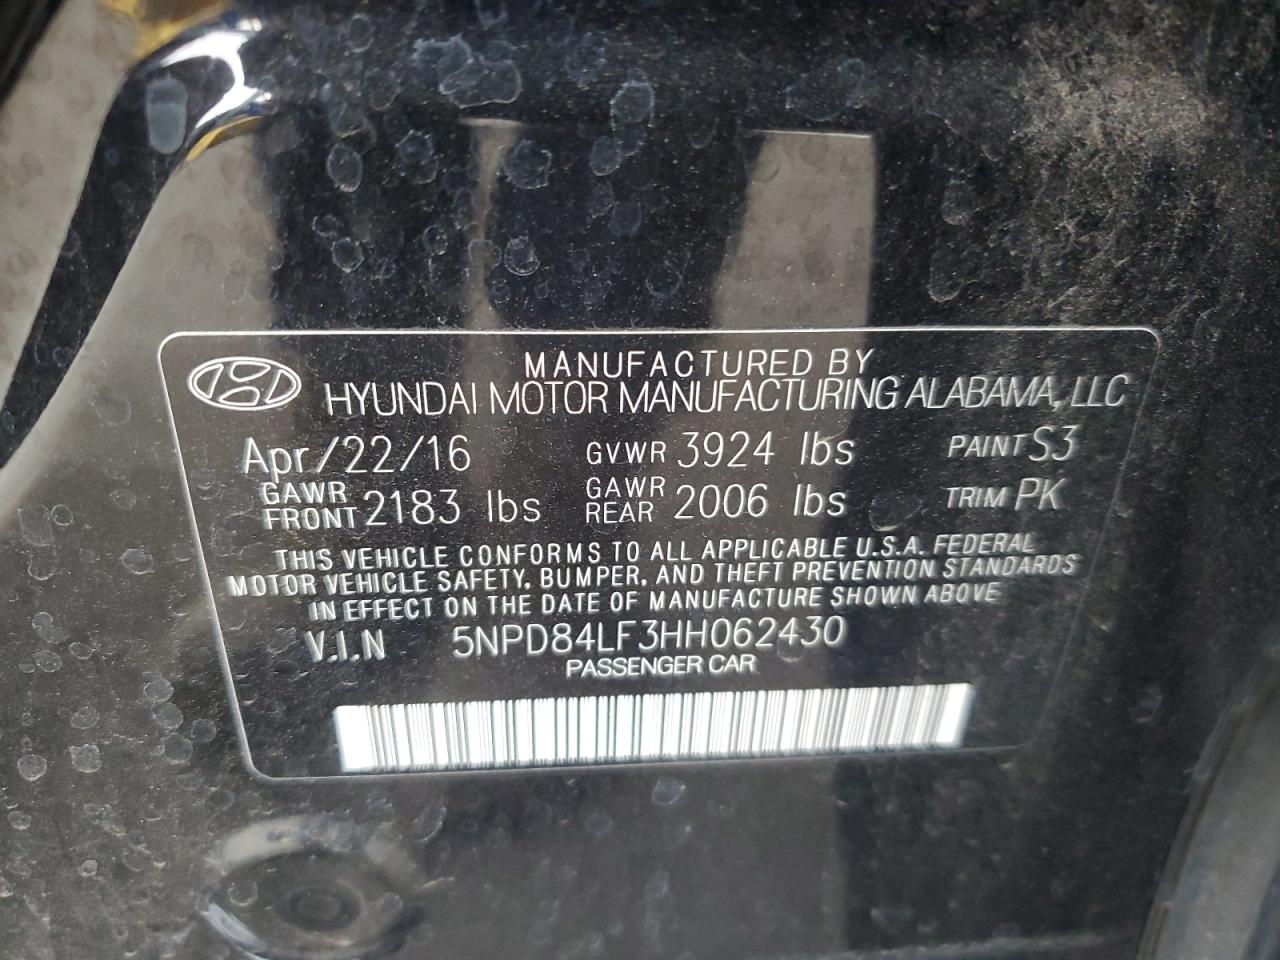 MANUFACTURED BY
HYUNDAI MOTOR MANUFACTURING ALABAMA, LLC
Apr/22/16 GVWR 3924 lbs PAINT S3
GAWR FRONT 2183 lbs GAWR REAR 2006 lbs TRIM PK
THIS VEHICLE CONFORMS TO ALL APPLICABLE U.S.A. FEDERAL
MOTOR VEHICLE SAFETY, BUMPER, AND THEFT PREVENTION STANDARDS
IN EFFECT ON THE DATE OF MANUFACTURE SHOWN ABOVE
V.I.N 5NPD84LF3HH062430
PASSENGER CAR